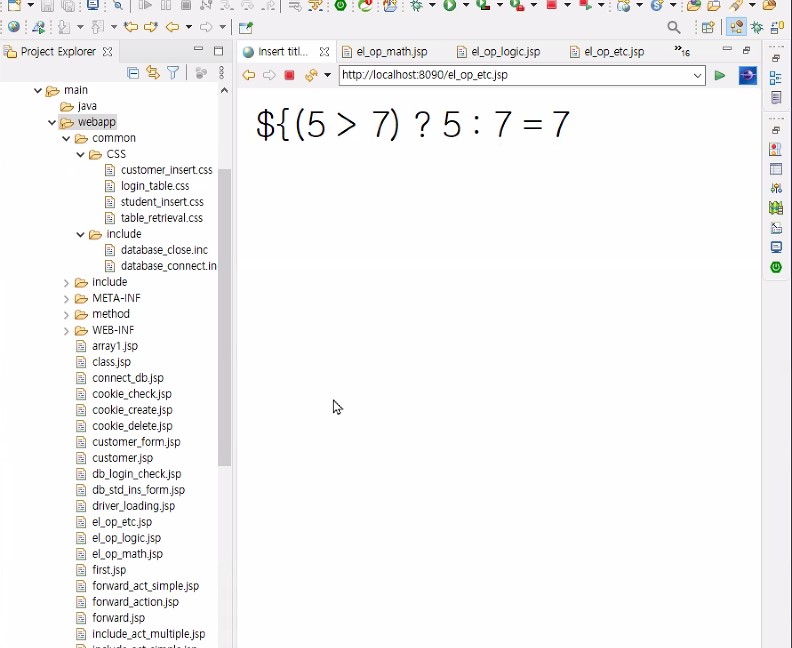 Project Explorer
Insert titl...
el_op_math.jsp
el_op_logic.jsp
el_op_etc.jsp
»16
http://localhost:8090/el_op_etc.jsp
${(5 > 7) ? 5 : 7 = 7
main
java
webapp
common
CSS
customer_insert.css
login_table.css
student_insert.css
table_retrieval.css
include
database_close.inc
database_connect.in
include
META-INF
method
WEB-INF
array1.jsp
class.jsp
connect_db.jsp
cookie_check.jsp
cookie_create.jsp
cookie_delete.jsp
customer_form.jsp
customer.jsp
db_login_check.jsp
db_std_ins_form.jsp
driver_loading.jsp
el_op_etc.jsp
el_op_logic.jsp
el_op_math.jsp
first.jsp
forward_act_simple.jsp
forward_action.jsp
forward.jsp
include_act_multiple.jsp